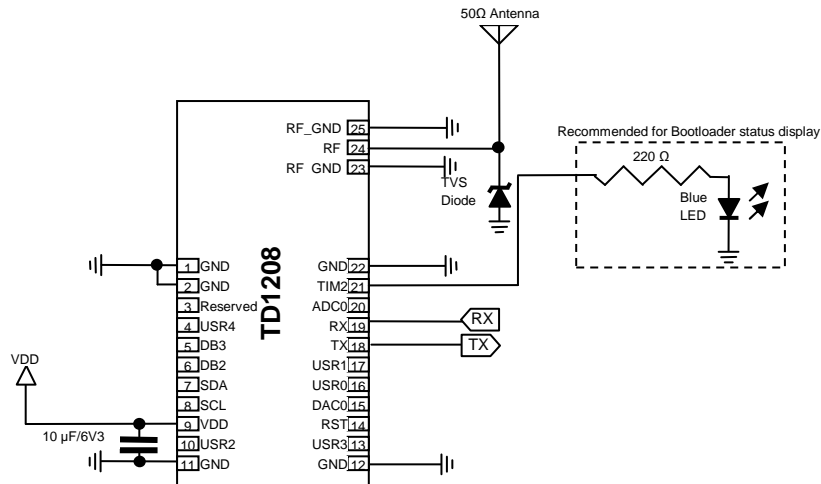 50Ω Antenna
RF_GND 25
RF 24
RF GND 23
TVS
Diode
Recommended for Bootloader status display
220 Ω
Blue
LED
TD1208
1 GND
2 GND
3 Reserved
4 USR4
5 DB3
6 DB2
7 SDA
8 SCL
9 VDD
10 USR2
11 GND
GND 22
TIM2 21
ADC0 20
RX 19
TX 18
USR1 17
USR0 16
DAC0 15
RST 14
USR3 13
GND 12
RX
TX
VDD
10 µF/6V3